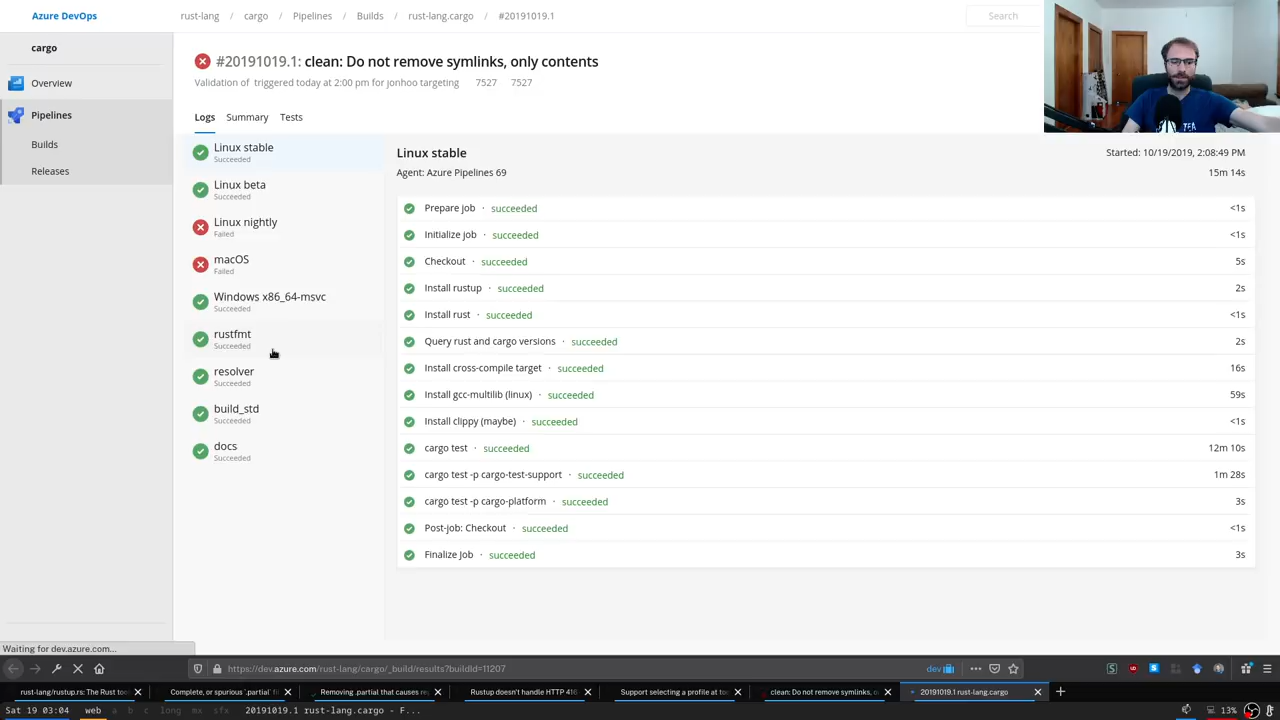 Azure DevOps
rust-lang / cargo / Pipelines / Builds / rust-lang.cargo / #20191019.1
Search
cargo
Overview
Pipelines
Builds
Releases
#20191019.1: clean: Do not remove symlinks, only contents
Validation of triggered today at 2:00 pm for jonhoo targeting 7527 7527
Logs Summary Tests
Linux stable
Succeeded
Linux beta
Succeeded
Linux nightly
Failed
macOS
Failed
Windows x86_64-msvc
Succeeded
rustfmt
Succeeded
resolver
Succeeded
build_std
Succeeded
docs
Succeeded
Linux stable
Started: 10/19/2019, 2:08:49 PM
Agent: Azure Pipelines 69
15m 14s
Prepare job · succeeded <1s
Initialize job · succeeded <1s
Checkout · succeeded 5s
Install rustup · succeeded 2s
Install rust · succeeded <1s
Query rust and cargo versions · succeeded 2s
Install cross-compile target · succeeded 16s
Install gcc-multilib (linux) · succeeded 59s
Install clippy (maybe) · succeeded <1s
cargo test · succeeded 12m 10s
cargo test -p cargo-test-support · succeeded 1m 28s
cargo test -p cargo-platform · succeeded 3s
Post-job: Checkout · succeeded <1s
Finalize Job · succeeded 3s
Waiting for dev.azure.com...
https://dev.azure.com/rust-lang/cargo/_build/results?buildId=11207
dev
rust-lang/rustup.rs: The Rust too
Complete, or spurious `.partial` fi
Removing .partial that causes re
Rustup doesn't handle HTTP 416
Support selecting a profile at to
clean: Do not remove symlinks, o
20191019.1 rust-lang.cargo
Sat 19 03:04 web a b c long mx sfx 20191019.1 rust-lang.cargo - F...
13%